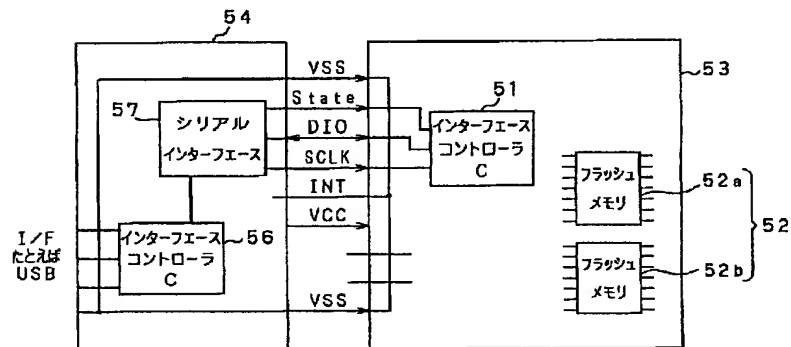 54
53
VSS
57
シリアル
インターフェース
State
DIO
SCLK
INT
VCC
VSS
51
インターフェース
コントローラ
C
フラッシュ
メモリ
52a
52
フラッシュ
メモリ
52b
I/F
たとえば
USB
インターフェース
コントローラ
C
56